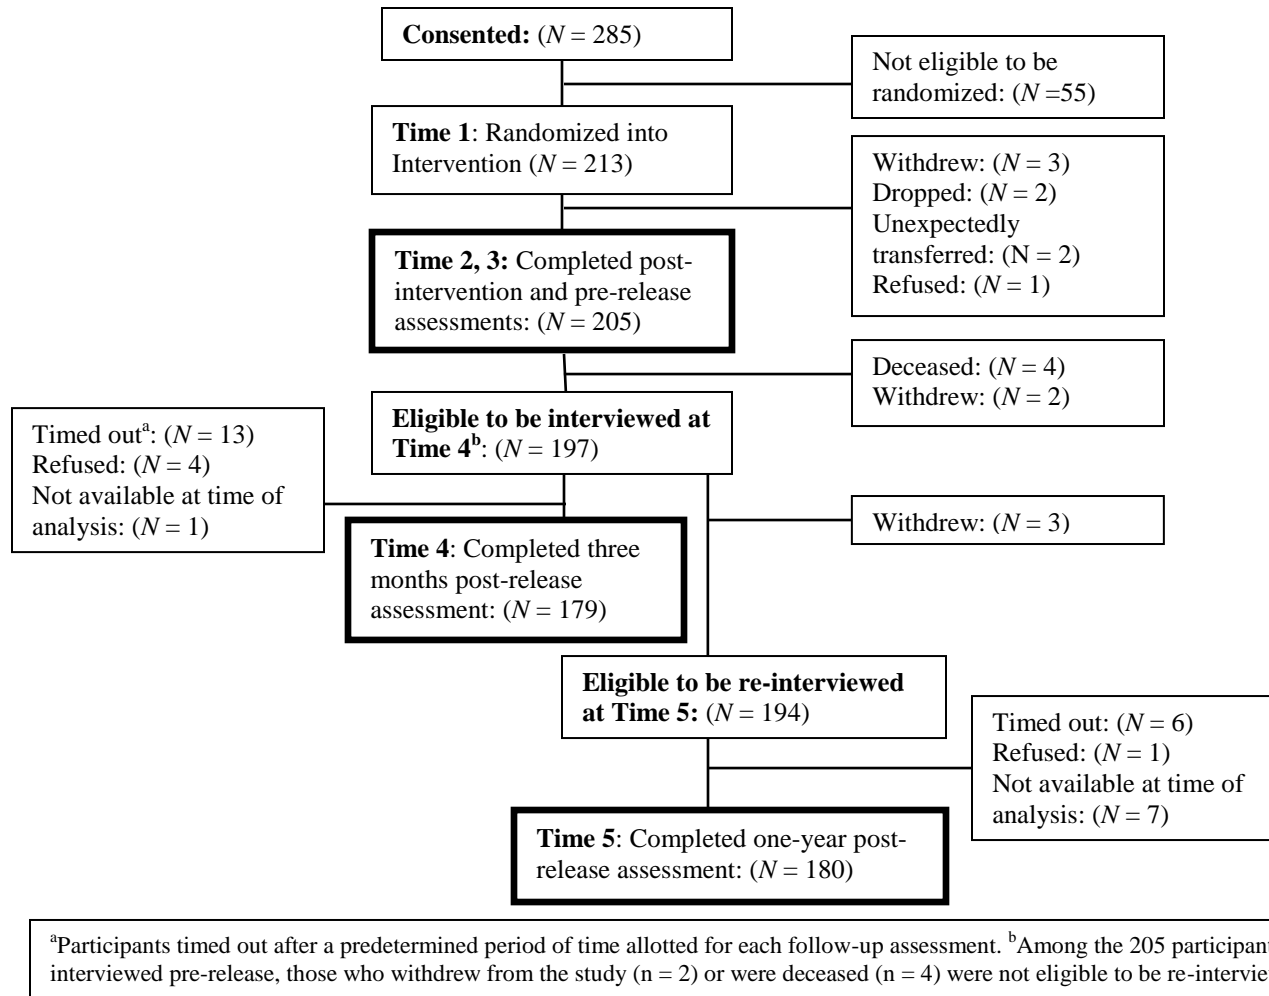 Consented: (N = 285)
Not eligible to be
randomized: (N =55)
Time 1: Randomized into
Intervention (N = 213)
Withdrew: (N = 3)
Dropped: (N = 2)
Unexpectedly
transferred: (N = 2)
Refused: (N = 1)
Time 2, 3: Completed post-
intervention and pre-release
assessments: (N = 205)
Deceased: (N = 4)
Withdrew: (N = 2)
Eligible to be interviewed at
Time 4b: (N = 197)
Timed outa: (N = 13)
Refused: (N = 4)
Not available at time of
analysis: (N = 1)
Withdrew: (N = 3)
Time 4: Completed three
months post-release
assessment: (N = 179)
Eligible to be re-interviewed
at Time 5: (N = 194)
Timed out: (N = 6)
Refused: (N = 1)
Not available at time of
analysis: (N = 7)
Time 5: Completed one-year post-
release assessment: (N = 180)
aParticipants timed out after a predetermined period of time allotted for each follow-up assessment. bAmong the 205 participan
interviewed pre-release, those who withdrew from the study (n = 2) or were deceased (n = 4) were not eligible to be re-intervie